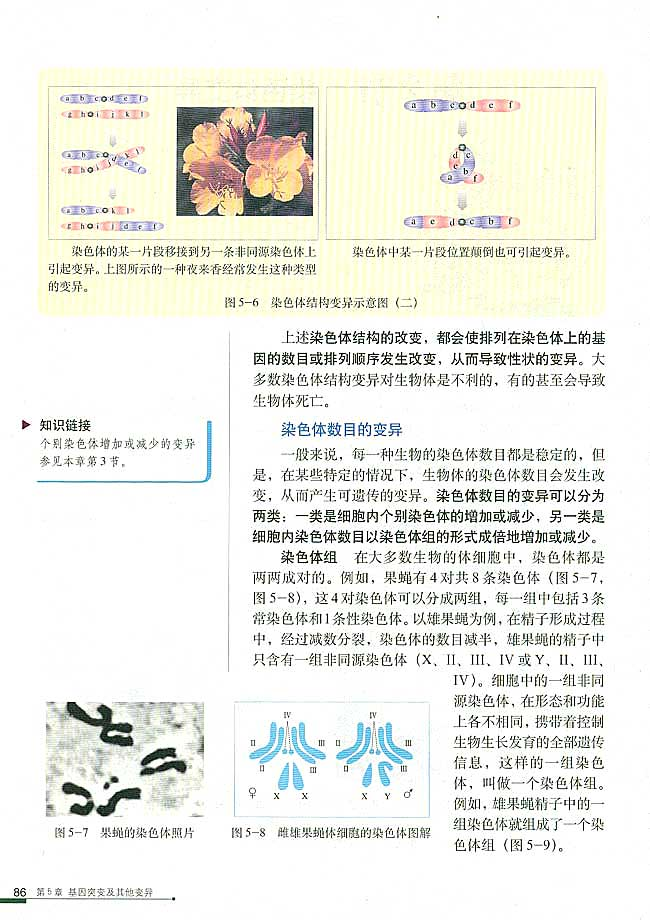 a b c d e f
g h i j k l
a b c d e f
g h i j k l
a b c k l
g h i j d e f
a b c d e f
d c
e b
a f
a e d c b f
染色体的某一片段移接到另一条非同源染色体上
引起变异。上图所示的一种夜来香经常发生这种类型
的变异。
染色体中某一片段位置颠倒也可引起变异。
图5-6 染色体结构变异示意图（二）
上述染色体结构的改变，都会使排列在染色体上的基
因的数目或排列顺序发生改变，从而导致性状的变异。大
多数染色体结构变异对生物体是不利的，有的甚至会导致
生物体死亡。
知识链接
个别染色体增加或减少的变异
参见本章第3节。
染色体数目的变异
一般来说，每一种生物的染色体数目都是稳定的，但
是，在某些特定的情况下，生物体的染色体数目会发生改
变，从而产生可遗传的变异。染色体数目的变异可以分为
两类：一类是细胞内个别染色体的增加或减少，另一类是
细胞内染色体数目以染色体组的形式成倍地增加或减少。
染色体组 在大多数生物的体细胞中，染色体都是
两两成对的。例如，果蝇有4对共8条染色体（图5-7，
图5-8），这4对染色体可以分成两组，每一组中包括3条
常染色体和1条性染色体。以雄果蝇为例，在精子形成过程
中，经过减数分裂，染色体的数目减半，雄果蝇的精子中
只含有一组非同源染色体（X、II、III、IV或Y、II、III、
IV）。细胞中的一组非同
源染色体，在形态和功能
上各不相同，携带着控制
生物生长发育的全部遗传
信息，这样的一组染色
体，叫做一个染色体组。
例如，雄果蝇精子中的一
组染色体就组成了一个染
色体组（图5-9）。
IV IV
II III II III
II III II III
♀ X X X Y ♂
图5-7 果蝇的染色体照片
图5-8 雌雄果蝇体细胞的染色体图解
86 第5章 基因突变及其他变异